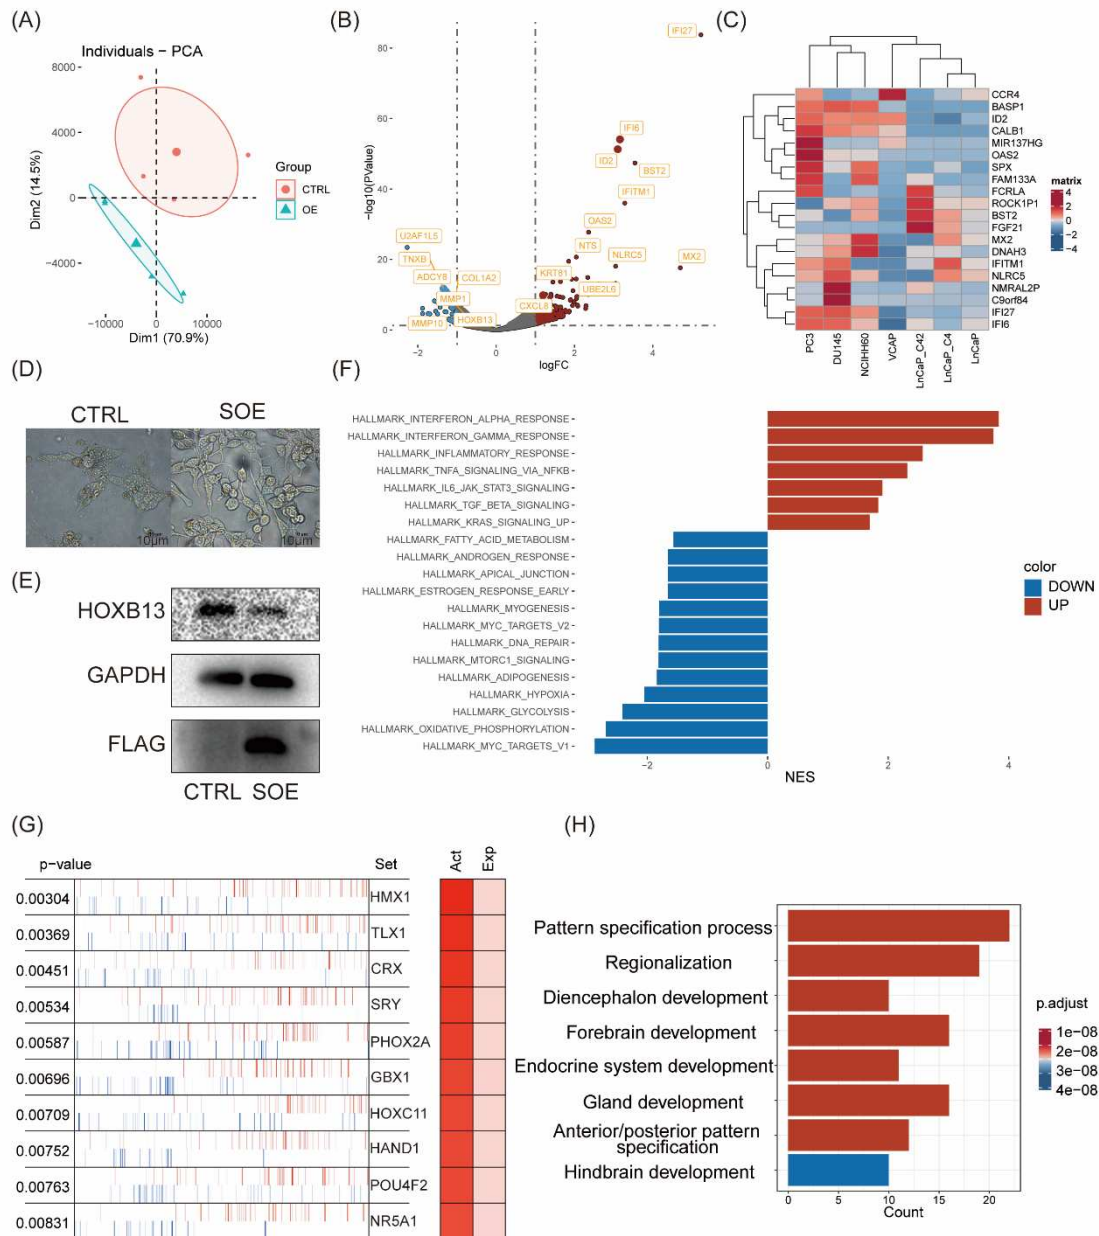 (A)
Individuals - PCA
8000
4000
0
-4000
-10000
0
10000
Dim1 (70.9%)
Dim2 (14.5%)
Group
CTRL
OE
(B)
80
60
40
20
0
-2
0
2
4
logFC
-log10(PValue)
IFI27
IFI6
ID2
BST2
IFITM1
OAS2
NTS
NLRC5
MX2
KRT81
UBE2L6
CXCL8
U2AF1L5
TNXB
ADCY8
COL1A2
MMP1
MMP10
HOXB13
(C)
CCR4
BASP1
ID2
CALB1
MIR137HG
OAS2
SPX
FAM133A
FCRLA
ROCK1P1
BST2
FGF21
MX2
DNAH3
IFITM1
NLRC5
NMRAL2P
C9orf84
IFI27
IFI6
PC3
DU145
NCIHH60
VCAP
LnCaP_C42
LnCaP_C4
LnCaP
matrix
4
2
0
-2
-4
(D)
CTRL
SOE
10μm
10μm
(E)
HOXB13
GAPDH
FLAG
CTRL SOE
(F)
HALLMARK_INTERFERON_ALPHA_RESPONSE
HALLMARK_INTERFERON_GAMMA_RESPONSE
HALLMARK_INFLAMMATORY_RESPONSE
HALLMARK_TNFA_SIGNALING_VIA_NFKB
HALLMARK_IL6_JAK_STAT3_SIGNALING
HALLMARK_TGF_BETA_SIGNALING
HALLMARK_KRAS_SIGNALING_UP
HALLMARK_FATTY_ACID_METABOLISM
HALLMARK_ANDROGEN_RESPONSE
HALLMARK_APICAL_JUNCTION
HALLMARK_ESTROGEN_RESPONSE_EARLY
HALLMARK_MYOGENESIS
HALLMARK_MYC_TARGETS_V2
HALLMARK_DNA_REPAIR
HALLMARK_MTORC1_SIGNALING
HALLMARK_ADIPOGENESIS
HALLMARK_HYPOXIA
HALLMARK_GLYCOLYSIS
HALLMARK_OXIDATIVE_PHOSPHORYLATION
HALLMARK_MYC_TARGETS_V1
-2
0
2
4
NES
color
DOWN
UP
(G)
p-value
Set
Act
Exp
0.00304 HMX1
0.00369 TLX1
0.00451 CRX
0.00534 SRY
0.00587 PHOX2A
0.00696 GBX1
0.00709 HOXC11
0.00752 HAND1
0.00763 POU4F2
0.00831 NR5A1
(H)
Pattern specification process
Regionalization
Diencephalon development
Forebrain development
Endocrine system development
Gland development
Anterior/posterior pattern
specification
Hindbrain development
0
5
10
15
20
Count
p.adjust
1e-08
2e-08
3e-08
4e-08